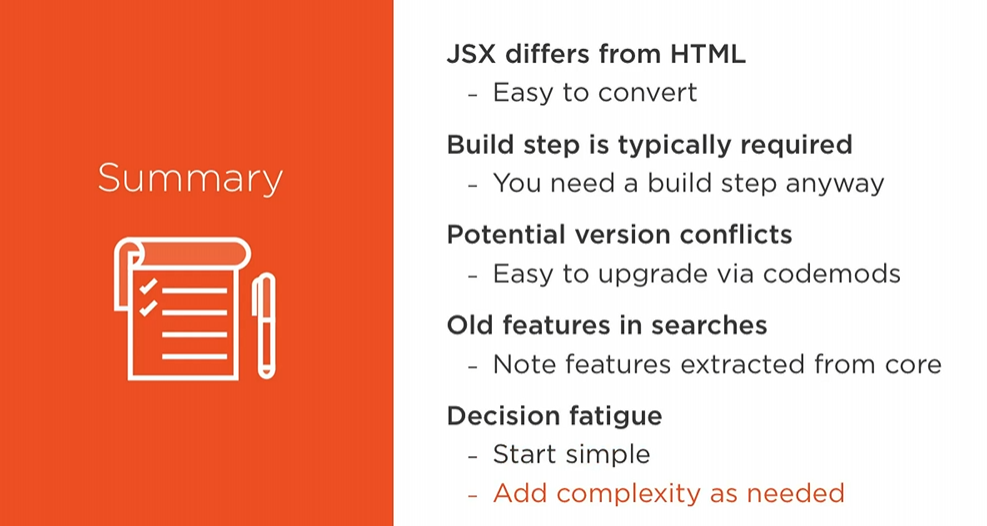 Summary
JSX differs from HTML
- Easy to convert
Build step is typically required
- You need a build step anyway
Potential version conflicts
- Easy to upgrade via codemods
Old features in searches
- Note features extracted from core
Decision fatigue
- Start simple
- Add complexity as needed